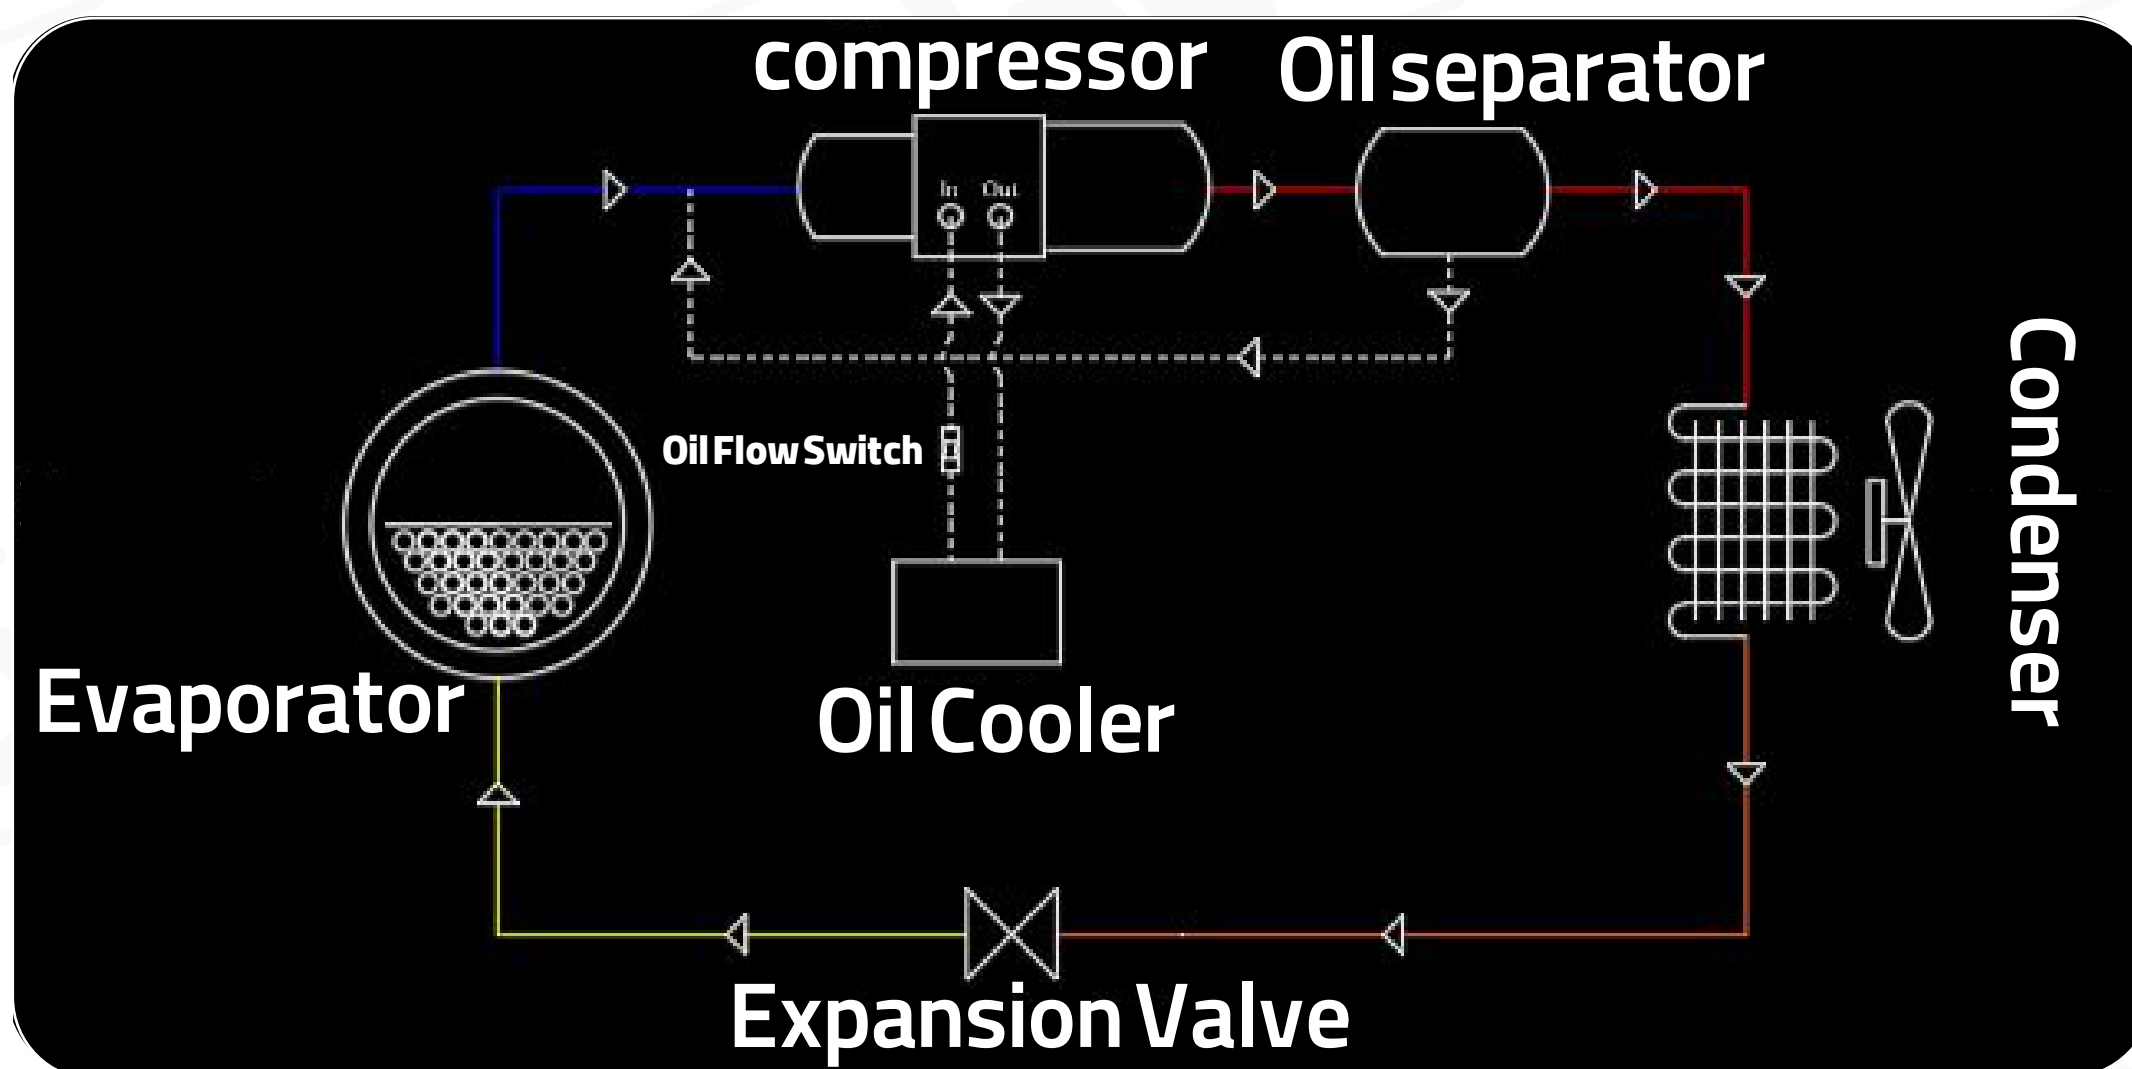 compressor
Oil separator
In
Out
Oil Flow Switch
Condenser
Evaporator
Oil Cooler
Expansion Valve